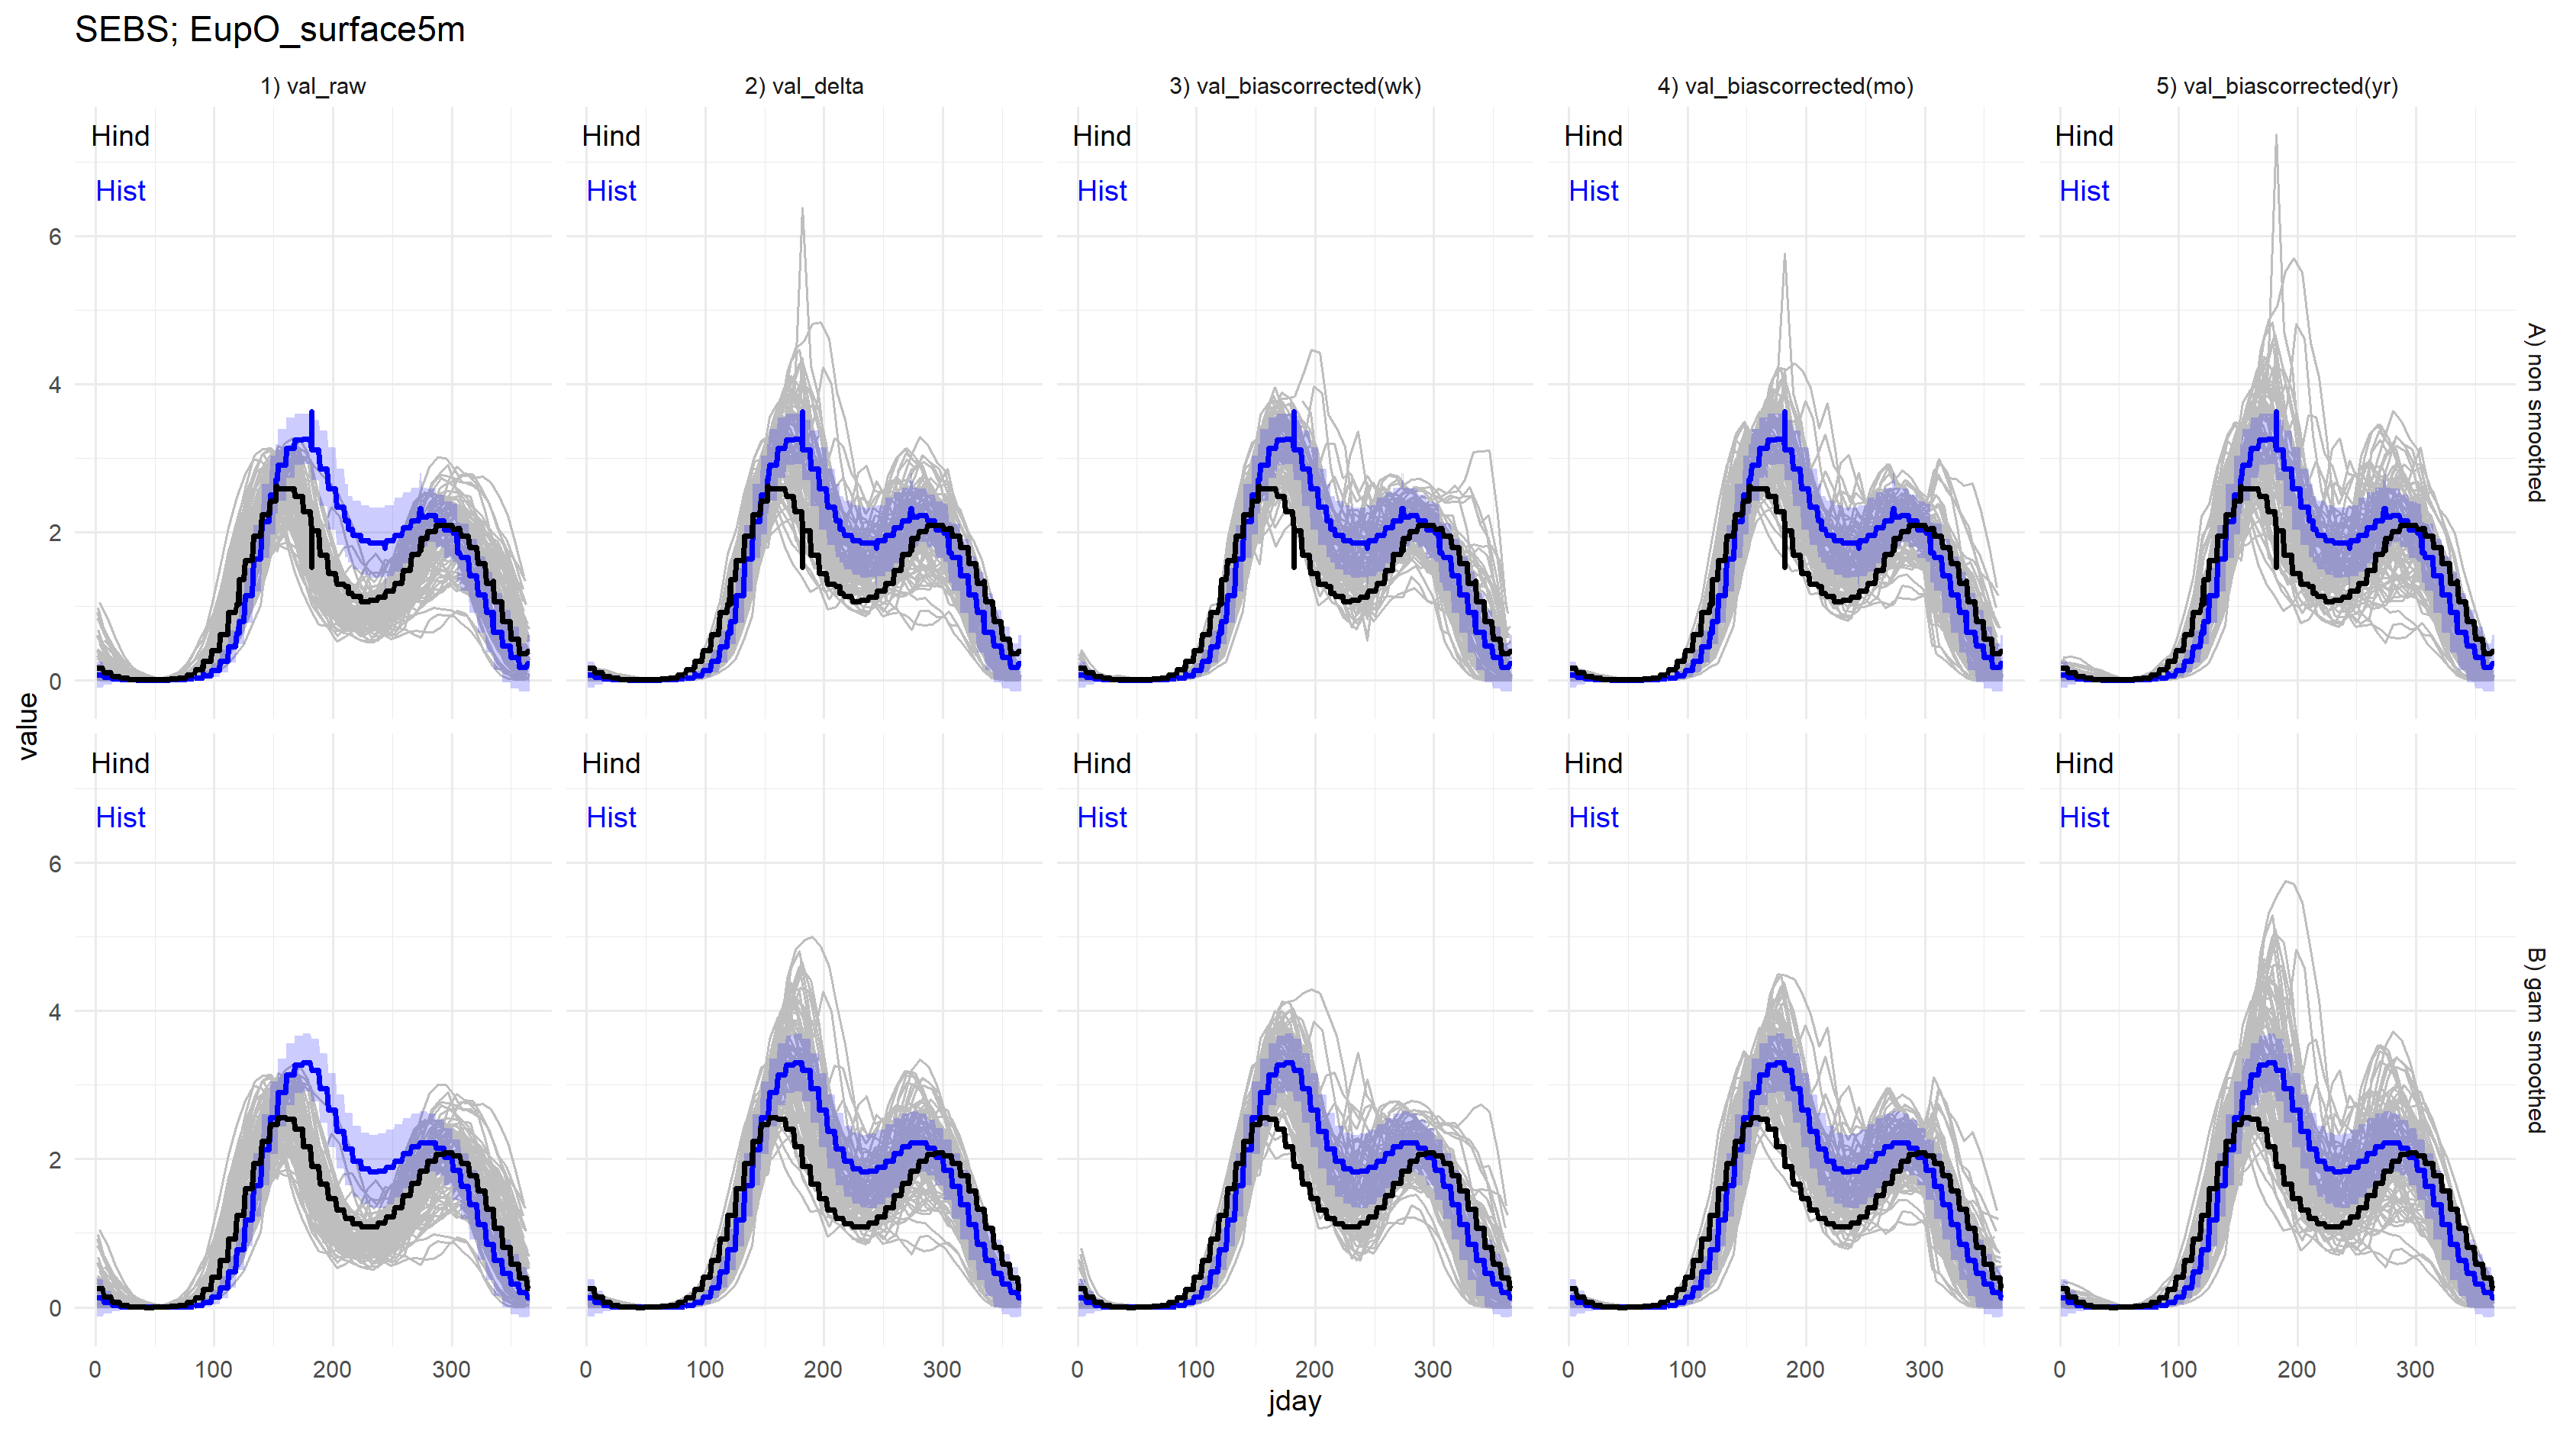 SEBS; EupO_surface5m
1) val_raw
2) val_delta
3) val_biascorrected(wk)
4) val_biascorrected(mo)
5) val_biascorrected(yr)
Hind
Hist
Hind
Hist
Hind
Hist
Hind
Hist
Hind
Hist
6
4
2
0
A) non smoothed
value
Hind
Hist
Hind
Hist
Hind
Hist
Hind
Hist
Hind
Hist
6
4
2
0
B) gam smoothed
0 100 200 300
0 100 200 300
0 100 200 300
0 100 200 300
0 100 200 300
jday